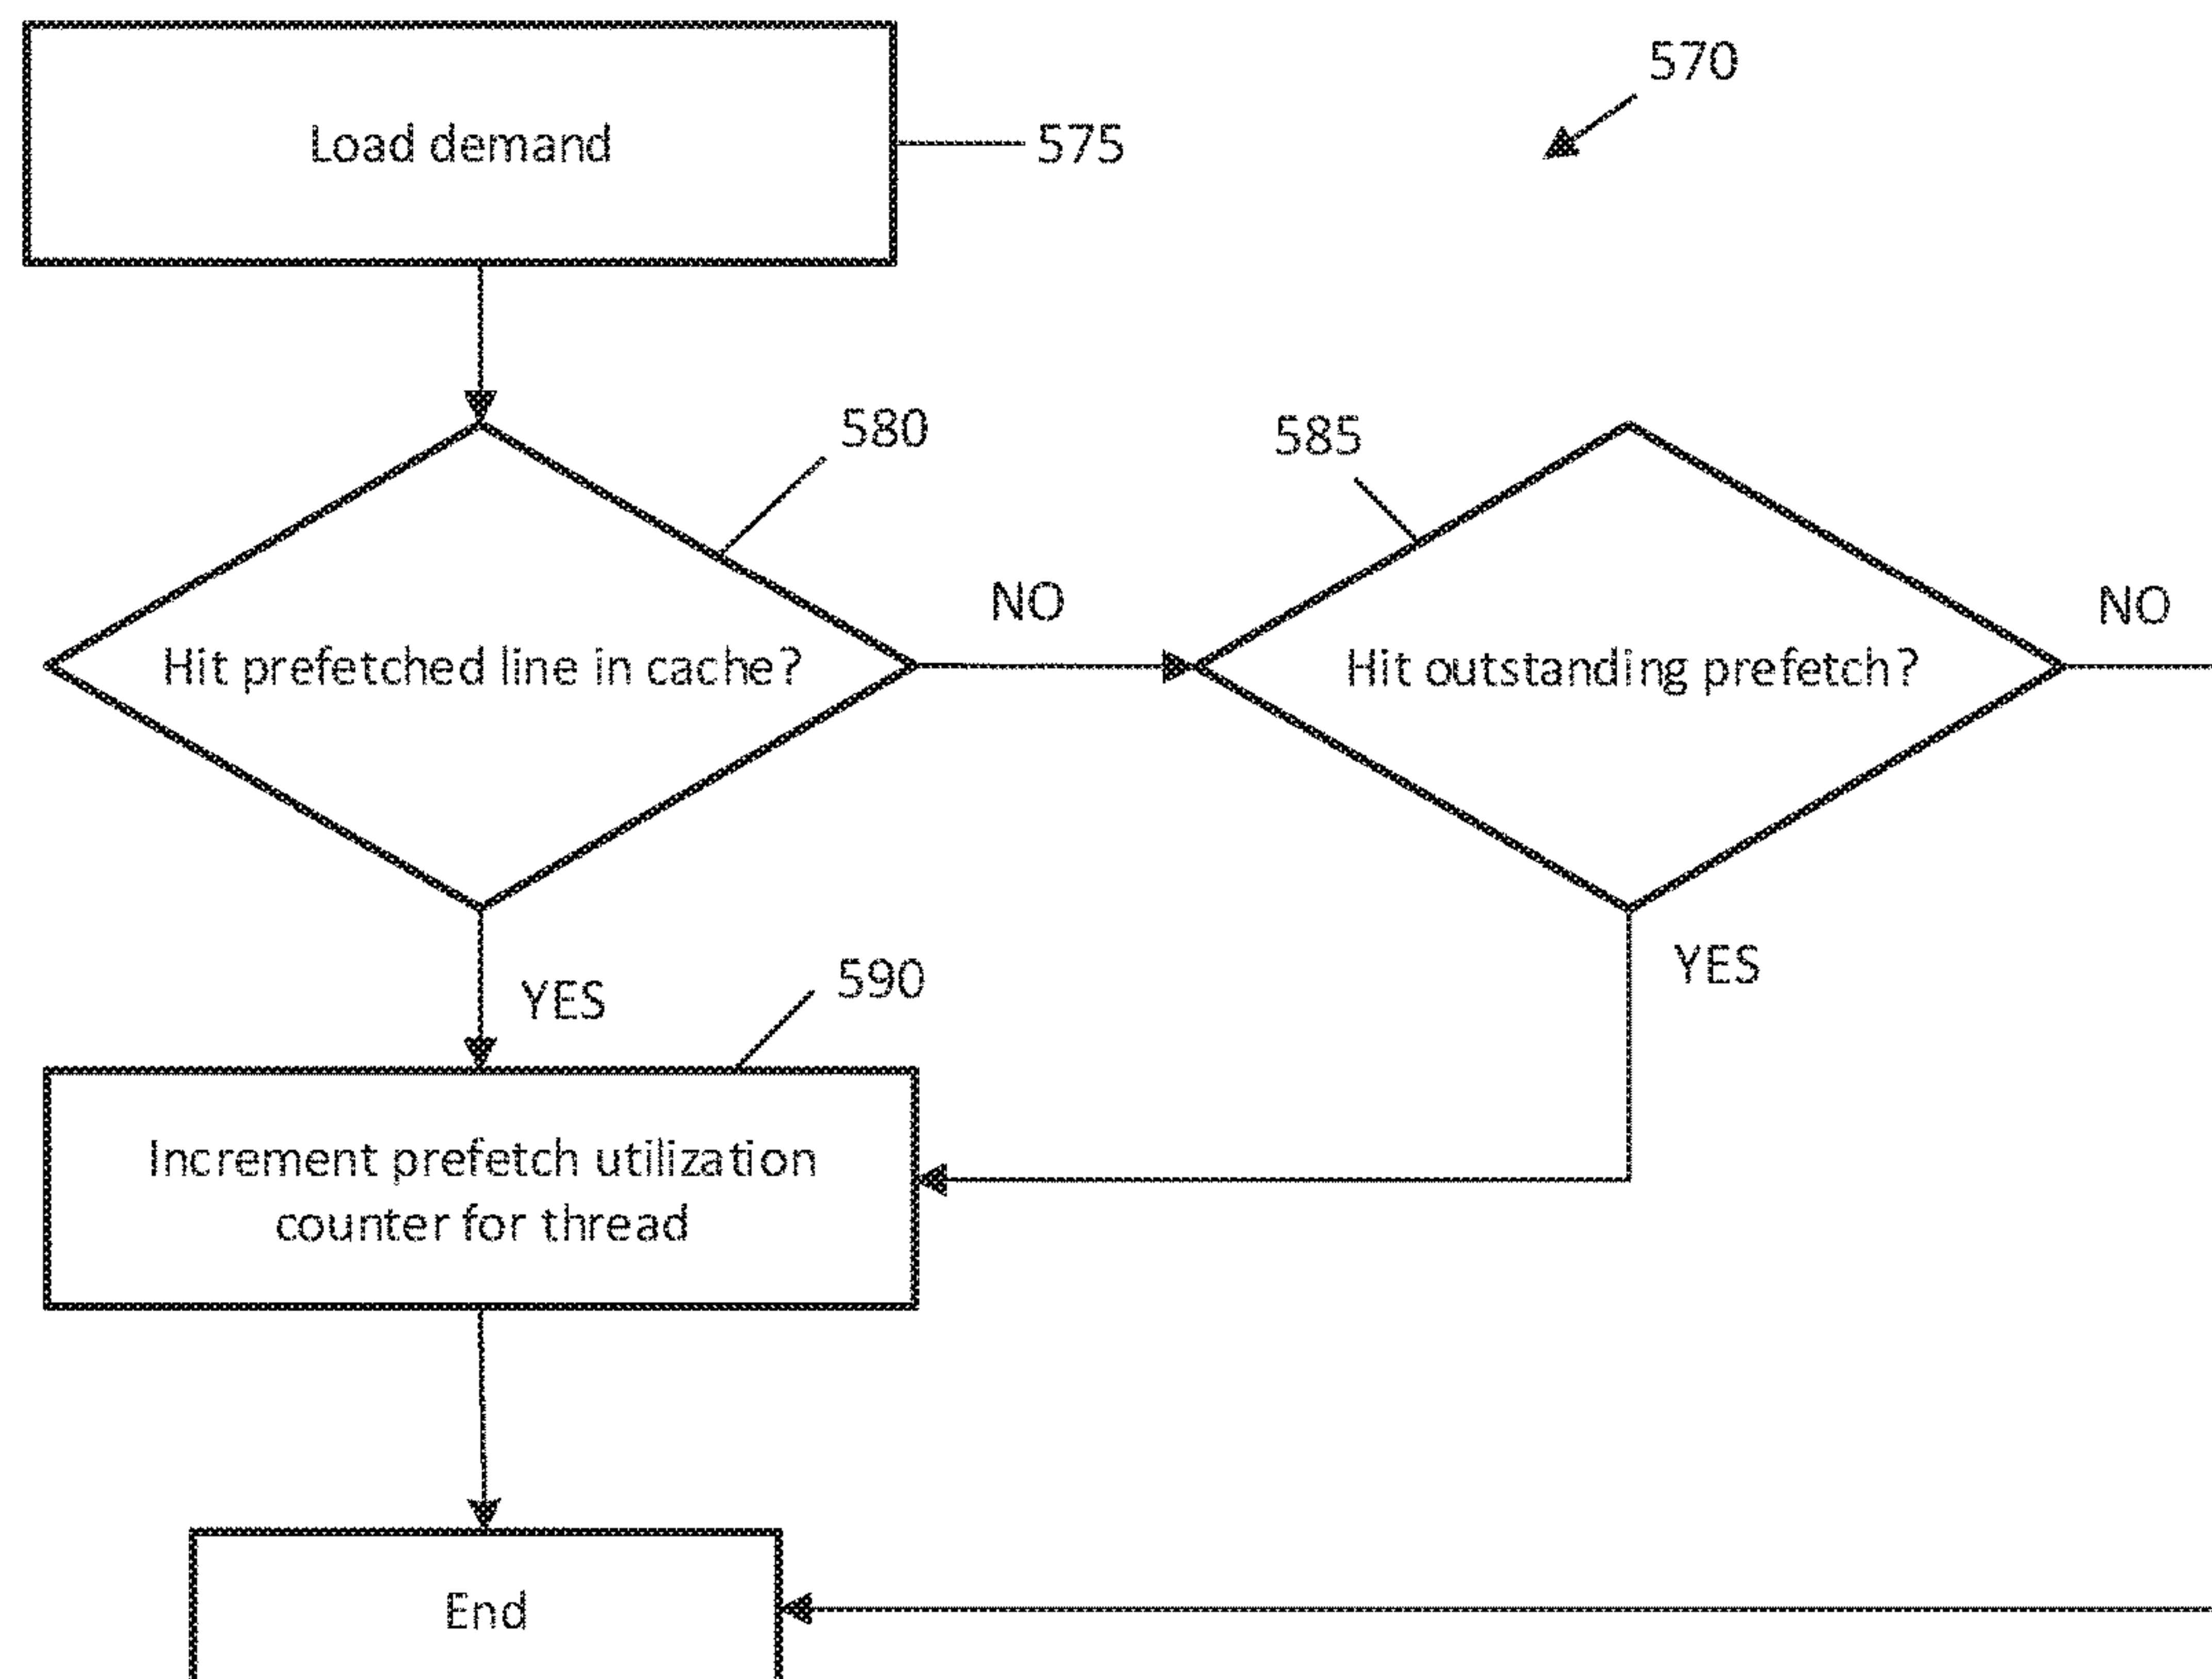 570
Load demand
575
580
585
NO
NO
Hit prefetched line in cache?
Hit outstanding prefetch?
YES
590
YES
Increment prefetch utilization
counter for thread
End